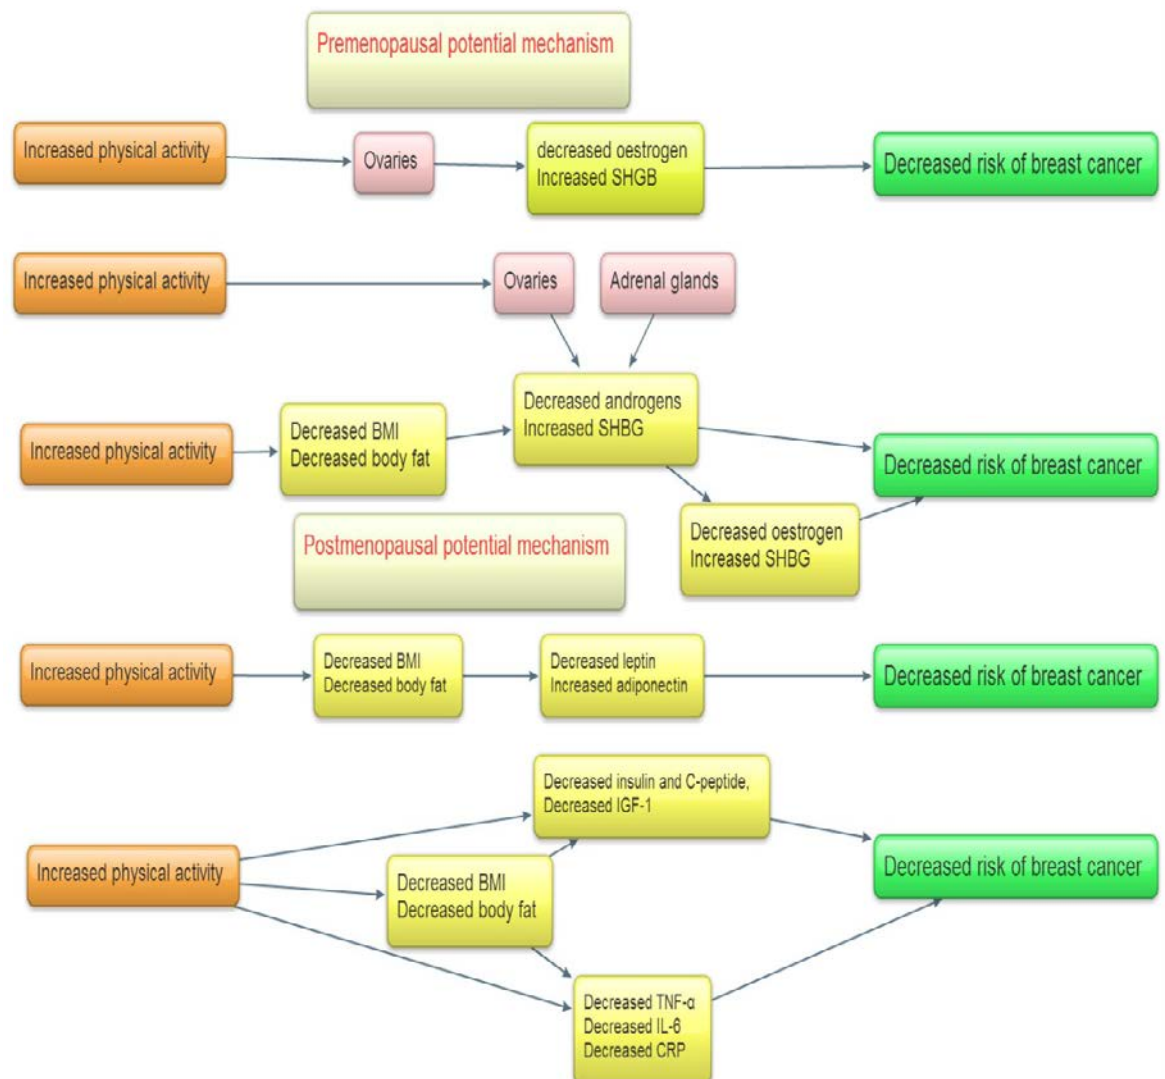 Premenopausal potential mechanism
Increased physical activity
Ovaries
decreased oestrogen
Increased SHGB
Decreased risk of breast cancer
Increased physical activity
Ovaries
Adrenal glands
Increased physical activity
Decreased BMI
Decreased body fat
Decreased androgens
Increased SHBG
Decreased risk of breast cancer
Decreased oestrogen
Increased SHBG
Postmenopausal potential mechanism
Increased physical activity
Decreased BMI
Decreased body fat
Decreased leptin
Increased adiponectin
Decreased risk of breast cancer
Decreased insulin and C-peptide,
Decreased IGF-1
Increased physical activity
Decreased BMI
Decreased body fat
Decreased risk of breast cancer
Decreased TNF-α
Decreased IL-6
Decreased CRP